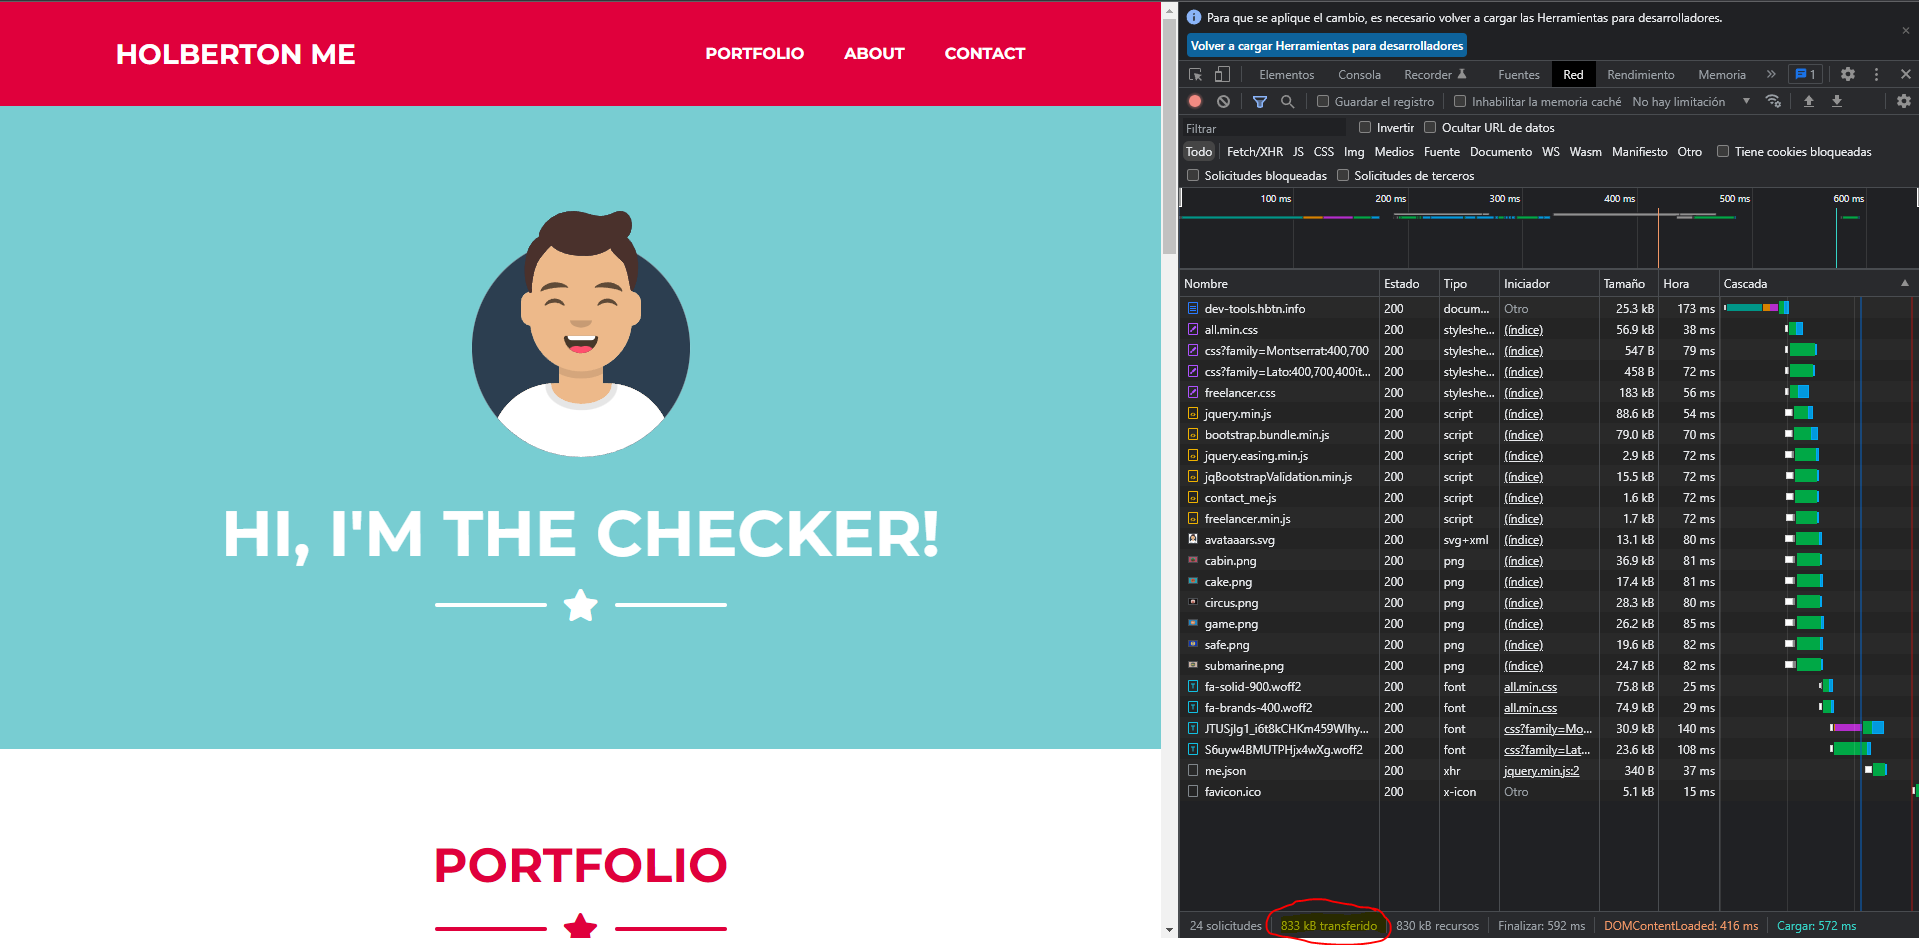 HOLBERTON ME
PORTFOLIO ABOUT CONTACT
HI, I'M THE CHECKER!
PORTFOLIO
Para que se aplique el cambio, es necesario volver a cargar las Herramientas para desarrolladores.
Volver a cargar Herramientas para desarrolladores
Elementos Consola Recorder Fuentes Red Rendimiento Memoria » 1
Guardar el registro Inhabilitar la memoria caché No hay limitación
Filtrar Invertir Ocultar URL de datos
Todo Fetch/XHR JS CSS Img Medios Fuente Documento WS Wasm Manifiesto Otro Tiene cookies bloqueadas
Solicitudes bloqueadas Solicitudes de terceros
100 ms 200 ms 300 ms 400 ms 500 ms 600 ms
Nombre Estado Tipo Iniciador Tamaño Hora Cascada
dev-tools.hbtn.info 200 docum... Otro 25.3 kB 173 ms
all.min.css 200 styleshe... (índice) 56.9 kB 38 ms
css?family=Montserrat:400,700 200 styleshe... (índice) 547 B 79 ms
css?family=Lato:400,700,400it... 200 styleshe... (índice) 458 B 72 ms
freelancer.css 200 styleshe... (índice) 183 kB 56 ms
jquery.min.js 200 script (índice) 88.6 kB 54 ms
bootstrap.bundle.min.js 200 script (índice) 79.0 kB 70 ms
jquery.easing.min.js 200 script (índice) 2.9 kB 72 ms
jqBootstrapValidation.min.js 200 script (índice) 15.5 kB 72 ms
contact_me.js 200 script (índice) 1.6 kB 72 ms
freelancer.min.js 200 script (índice) 1.7 kB 72 ms
avataaars.svg 200 svg+xml (índice) 13.1 kB 80 ms
cabin.png 200 png (índice) 36.9 kB 81 ms
cake.png 200 png (índice) 17.4 kB 81 ms
circus.png 200 png (índice) 28.3 kB 80 ms
game.png 200 png (índice) 26.2 kB 85 ms
safe.png 200 png (índice) 19.6 kB 82 ms
submarine.png 200 png (índice) 24.7 kB 82 ms
fa-solid-900.woff2 200 font all.min.css 75.8 kB 25 ms
fa-brands-400.woff2 200 font all.min.css 74.9 kB 29 ms
JTUSjIg1_i6t8kCHKm459Wlhy... 200 font css?family=Mo... 30.9 kB 140 ms
S6uyw4BMUTPHjx4wXg.woff2 200 font css?family=Lat... 23.6 kB 108 ms
me.json 200 xhr jquery.min.js:2 340 B 37 ms
favicon.ico 200 x-icon Otro 5.1 kB 15 ms
24 solicitudes 833 kB transferido 830 kB recursos Finalizar: 592 ms DOMContentLoaded: 416 ms Cargar: 572 ms